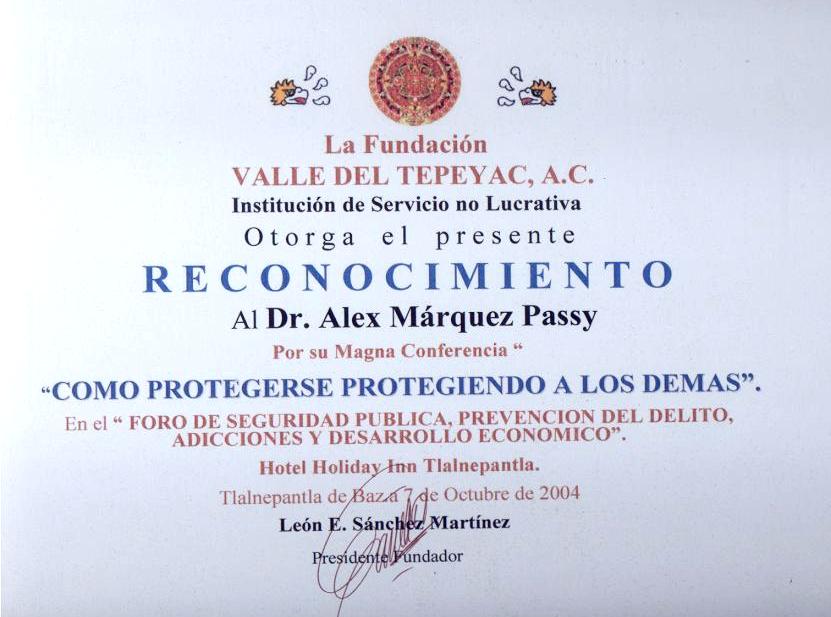 La Fundación
VALLE DEL TEPEYAC, A.C.
Institución de Servicio no Lucrativa
Otorga el presente
RECONOCIMIENTO
Al Dr. Alex Márquez Passy
Por su Magna Conferencia “
“COMO PROTEGERSE PROTEGIENDO A LOS DEMAS”.
En el “ FORO DE SEGURIDAD PUBLICA, PREVENCION DEL DELITO,
ADICCIONES Y DESARROLLO ECONOMICO”.
Hotel Holiday Inn Tlalnepantla.
Tlalnepantla de Baz a 7 de Octubre de 2004
León E. Sánchez Martínez
Presidente Fundador